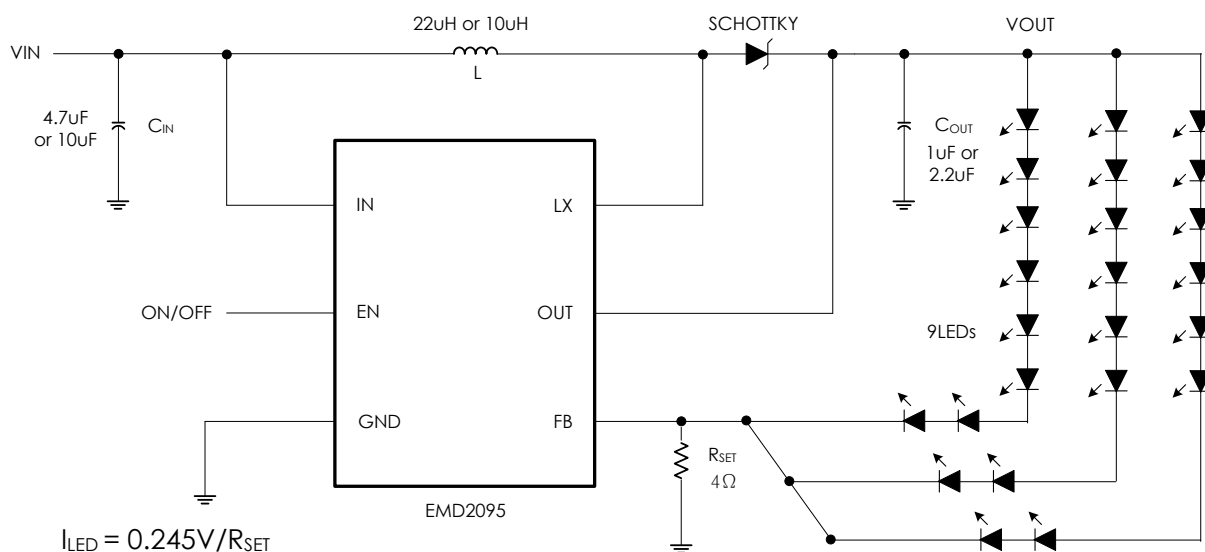 22uH or 10uH
SCHOTTKY
VOUT
VIN
L
4.7uF
or 10uF
CIN
COUT
1uF or
2.2uF
IN
LX
ON/OFF
EN
OUT
9LEDs
GND
FB
RSET
4Ω
EMD2095
ILED = 0.245V/RSET